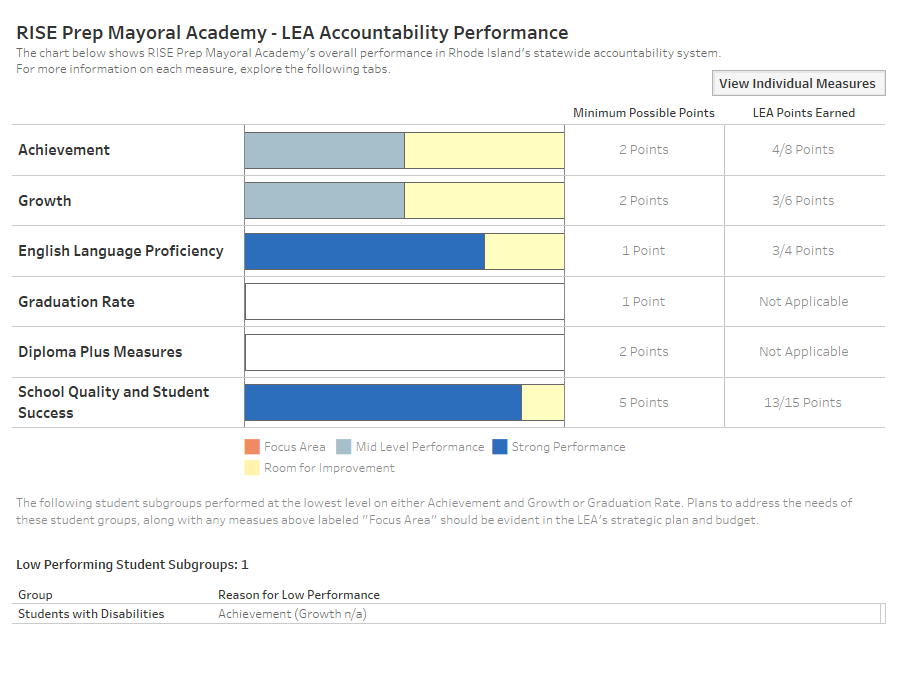 RISE Prep Mayoral Academy - LEA Accountability Performance
The chart below shows RISE Prep Mayoral Academy's overall performance in Rhode Island's statewide accountability system.
For more information on each measure, explore the following tabs.
View Individual Measures
Minimum Possible Points LEA Points Earned
Achievement 2 Points 4/8 Points
Growth 2 Points 3/6 Points
English Language Proficiency 1 Point 3/4 Points
Graduation Rate 1 Point Not Applicable
Diploma Plus Measures 2 Points Not Applicable
School Quality and Student
Success 5 Points 13/15 Points
Focus Area Mid Level Performance Strong Performance
Room for Improvement
The following student subgroups performed at the lowest level on either Achievement and Growth or Graduation Rate. Plans to address the needs of
these student groups, along with any measues above labeled "Focus Area" should be evident in the LEA's strategic plan and budget.
Low Performing Student Subgroups: 1
Group Reason for Low Performance
Students with Disabilities Achievement (Growth n/a)